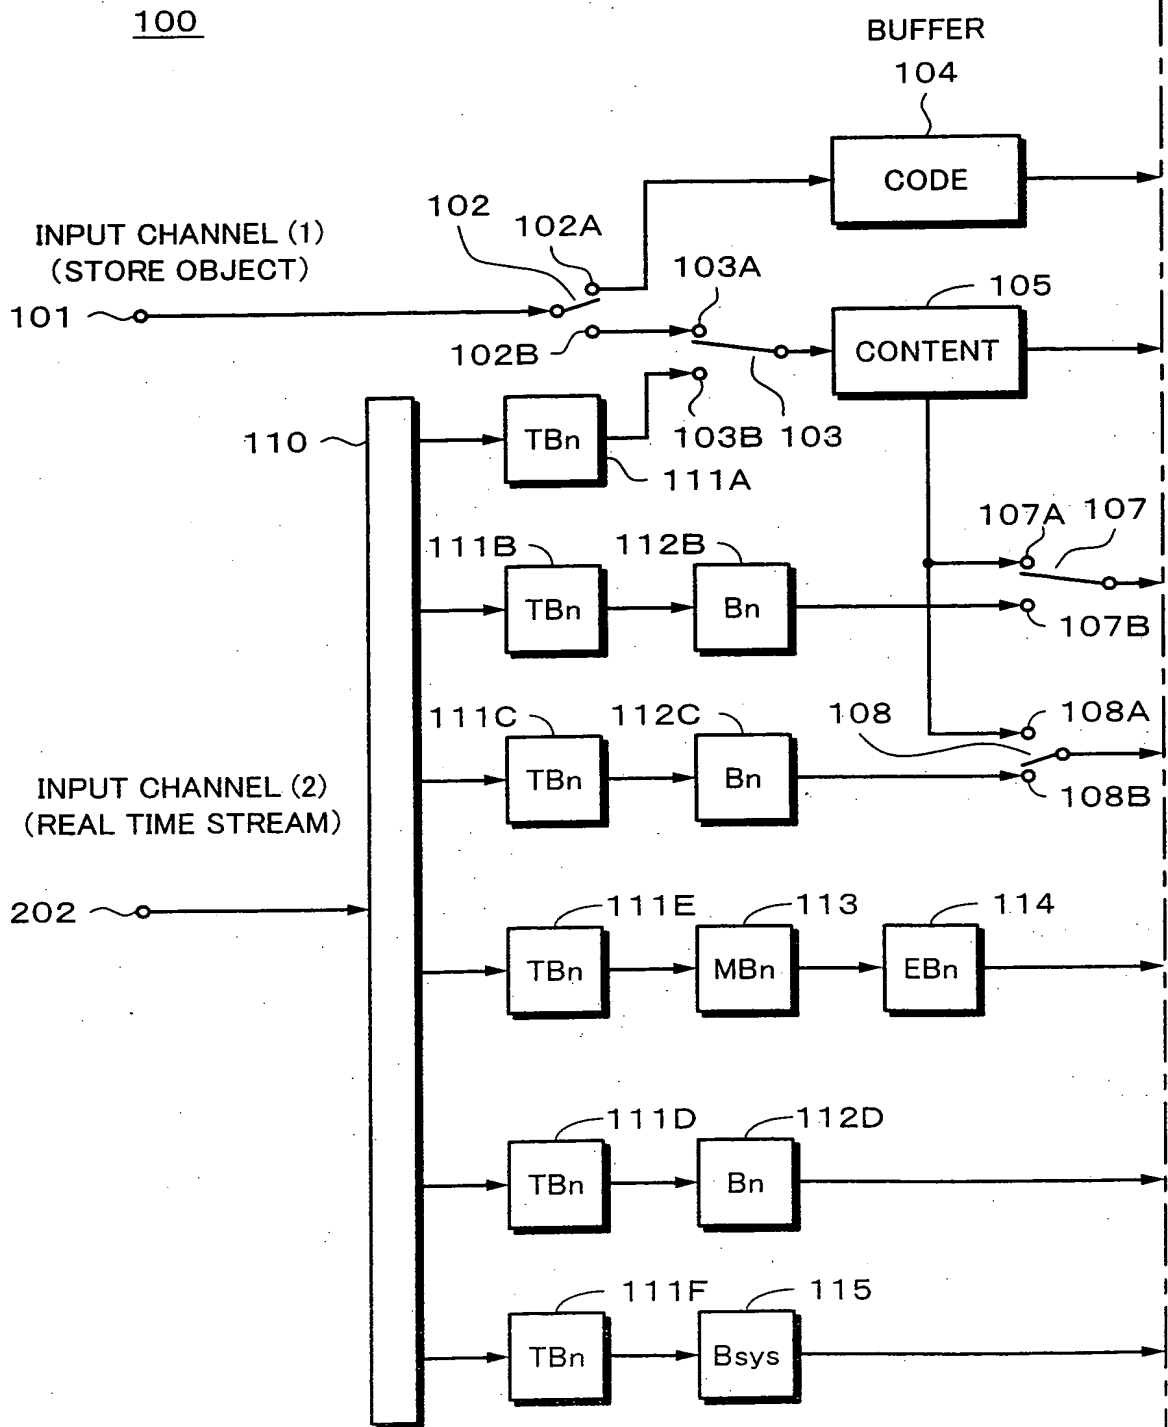 100
BUFFER
104
CODE
INPUT CHANNEL (1)
(STORE OBJECT)
101
102
102A
102B
103A
103B
103
105
CONTENT
110
TBn
111A
111B
TBn
112B
Bn
107A
107
107B
111C
TBn
112C
Bn
108
108A
108B
INPUT CHANNEL (2)
(REAL TIME STREAM)
202
111E
TBn
113
MBn
114
EBn
111D
TBn
112D
Bn
111F
TBn
115
Bsys